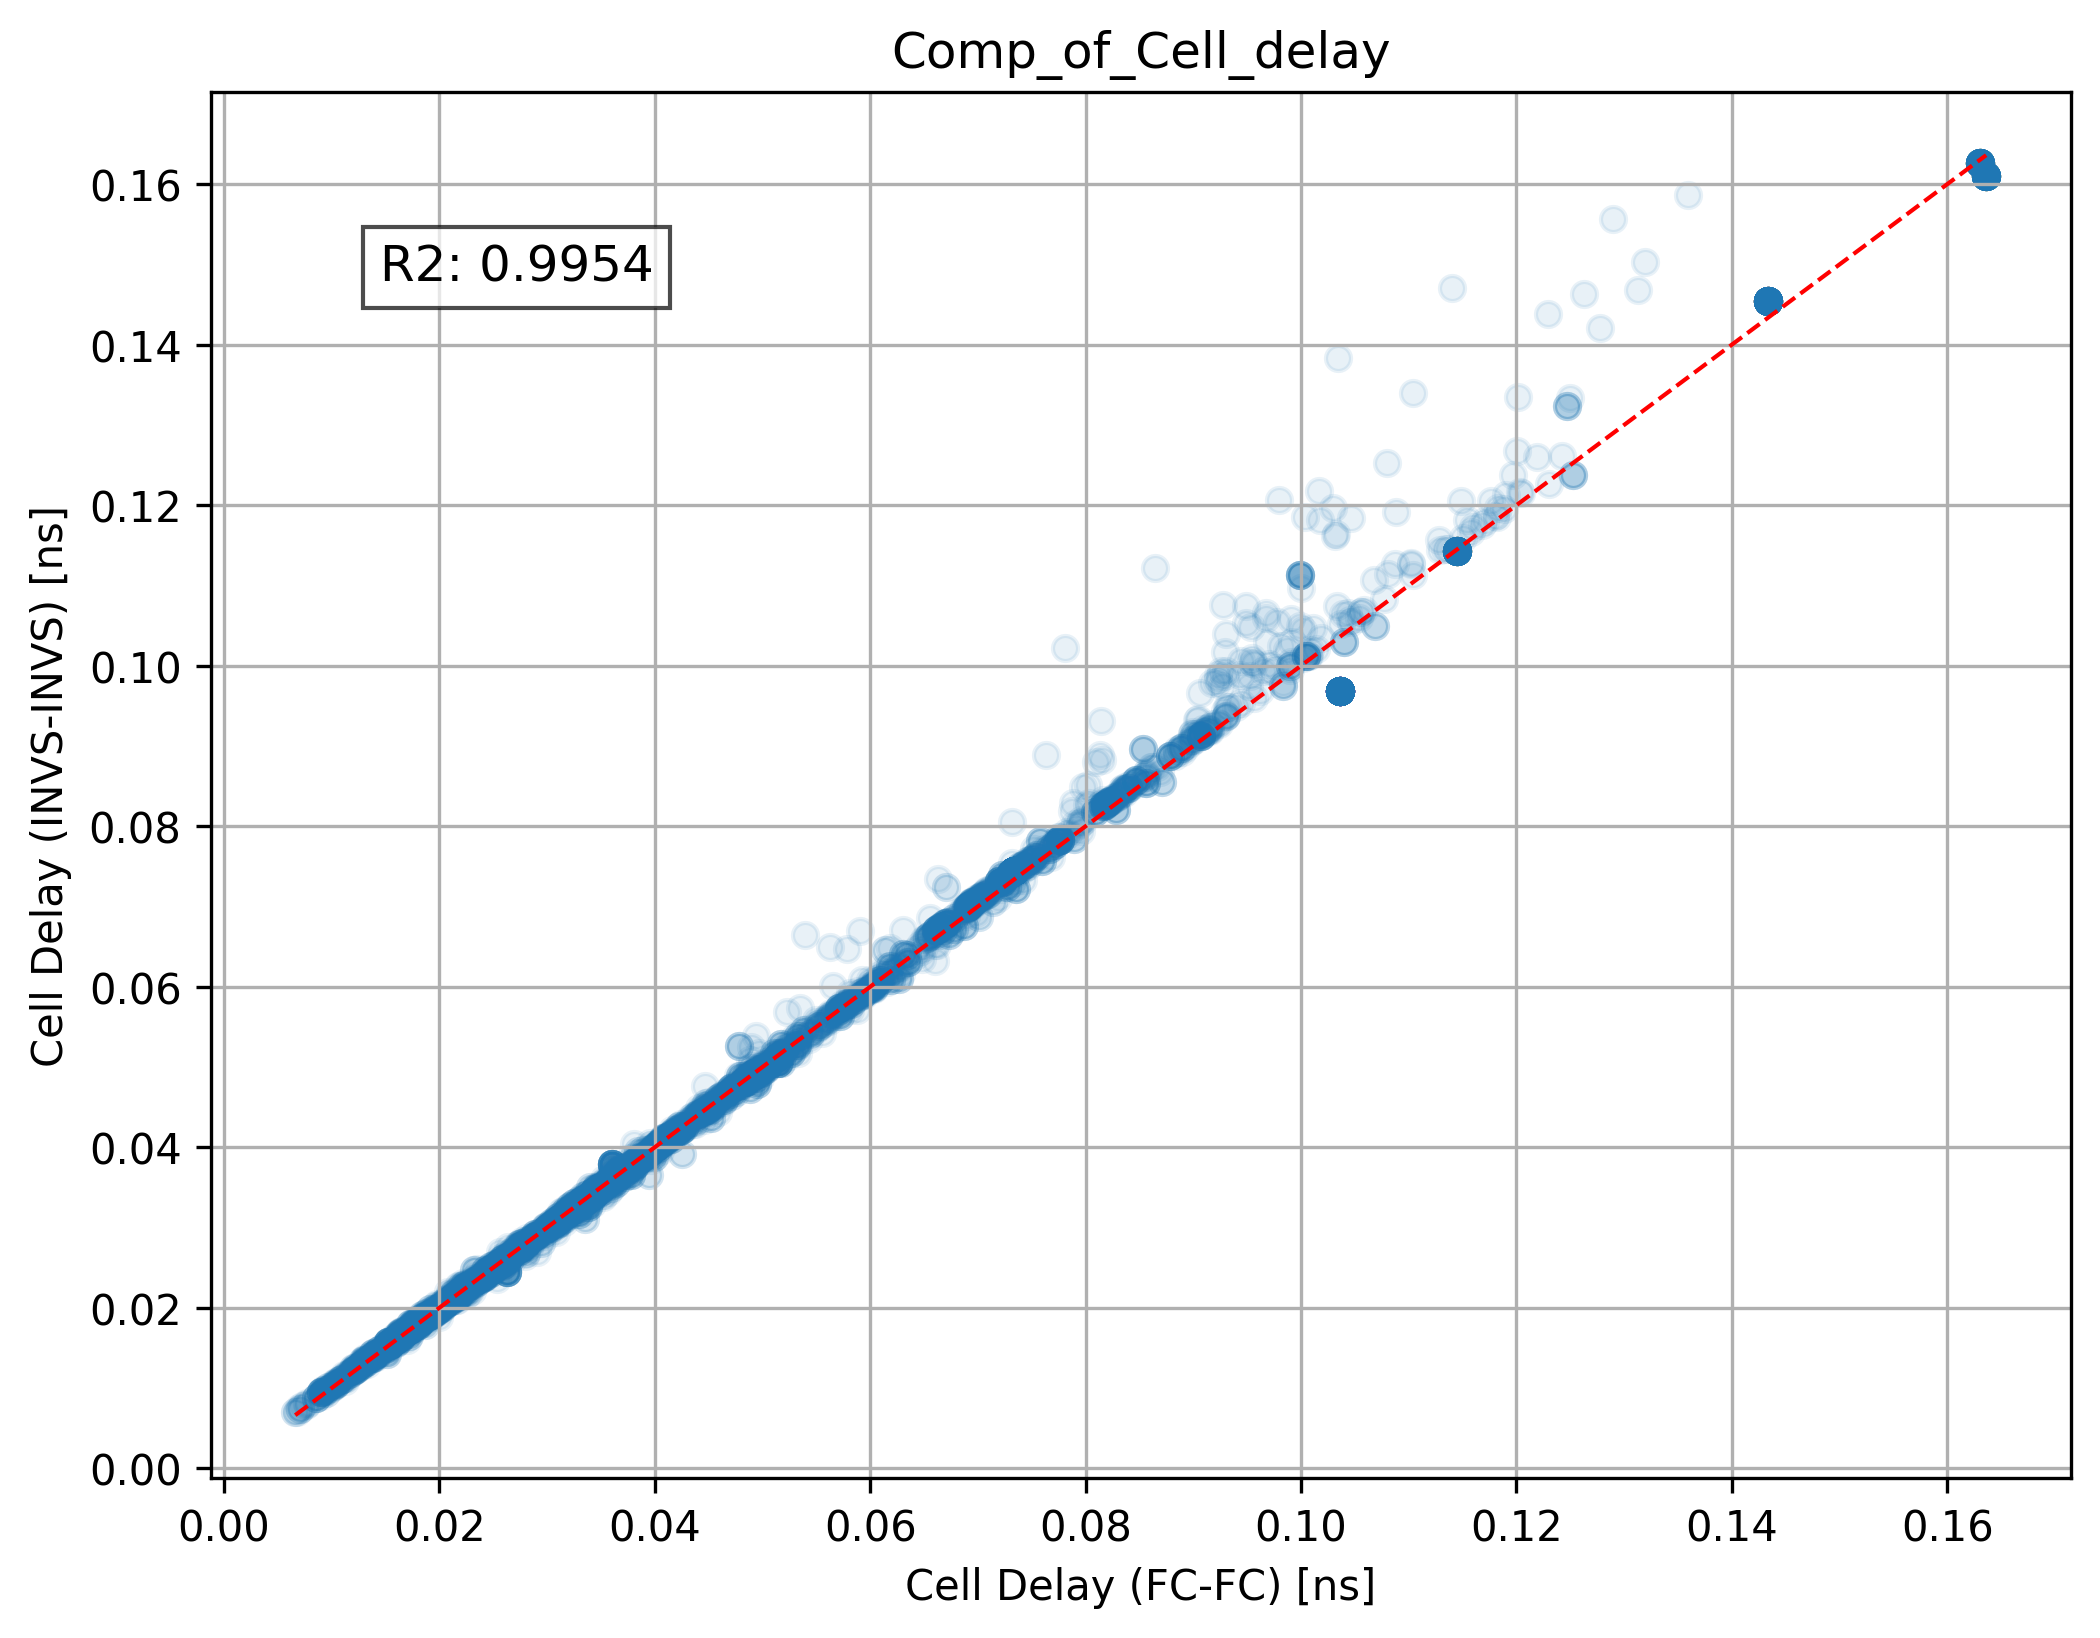 Comp_of_Cell_delay
R2: 0.9954
Cell Delay (INVS-INVS) [ns]
0.16
0.14
0.12
0.10
0.08
0.06
0.04
0.02
0.00
0.00 0.02 0.04 0.06 0.08 0.10 0.12 0.14 0.16
Cell Delay (FC-FC) [ns]